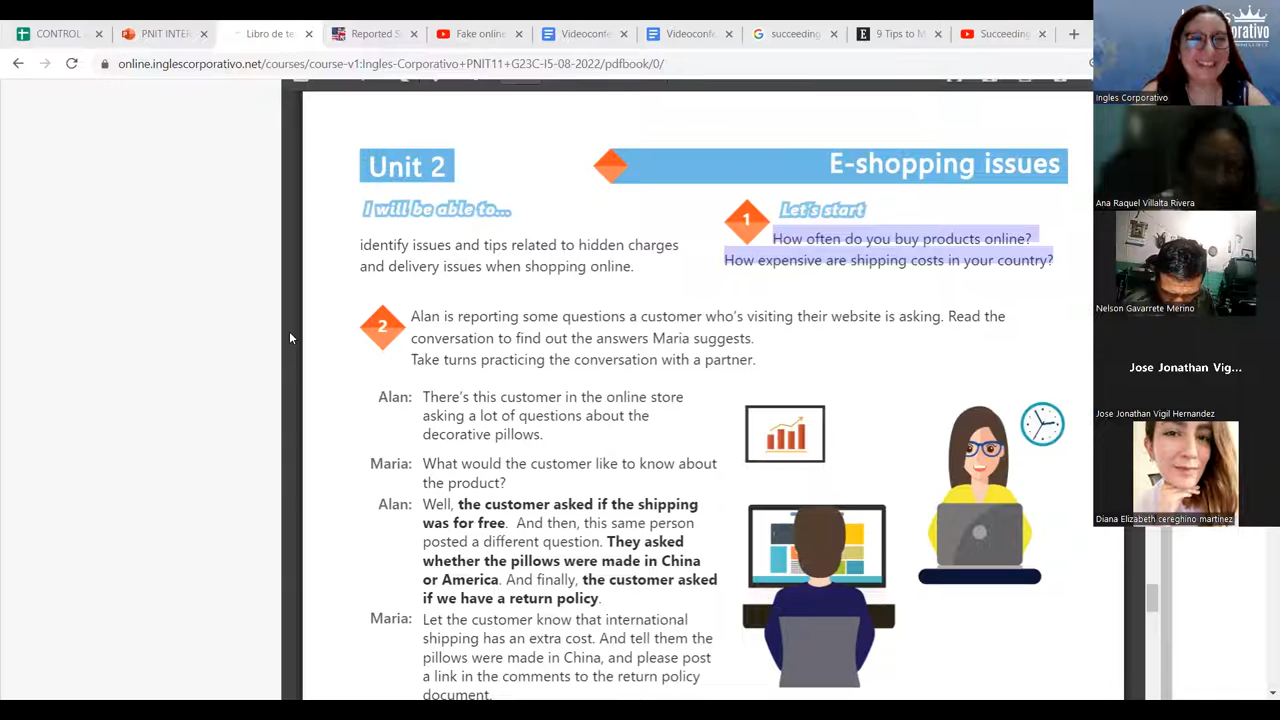 CONTROL
PNIT INTER
Libro de te
Reported S
Fake online
Videoconfe
Videoconfe
succeeding
9 Tips to M
Succeeding
online.inglescorporativo.net/courses/course-v1:Ingles-Corporativo+PNIT11+G23C-I5-08-2022/pdfbook/0/
Unit 2
E-shopping issues
I will be able to...
identify issues and tips related to hidden charges
and delivery issues when shopping online.
1
Let's start
How often do you buy products online?
How expensive are shipping costs in your country?
2
Alan is reporting some questions a customer who's visiting their website is asking. Read the
conversation to find out the answers Maria suggests.
Take turns practicing the conversation with a partner.
Alan: There's this customer in the online store
asking a lot of questions about the
decorative pillows.
Maria: What would the customer like to know about
the product?
Alan: Well, the customer asked if the shipping
was for free. And then, this same person
posted a different question. They asked
whether the pillows were made in China
or America. And finally, the customer asked
if we have a return policy.
Maria: Let the customer know that international
shipping has an extra cost. And tell them the
pillows were made in China, and please post
a link in the comments to the return policy
document.
Ingles Corporativo
Ana Raquel Villalta Rivera
Nelson Gavarrete Merino
Jose Jonathan Vig...
Jose Jonathan Vigil Hernandez
Diana Elizabeth cereghino martinez